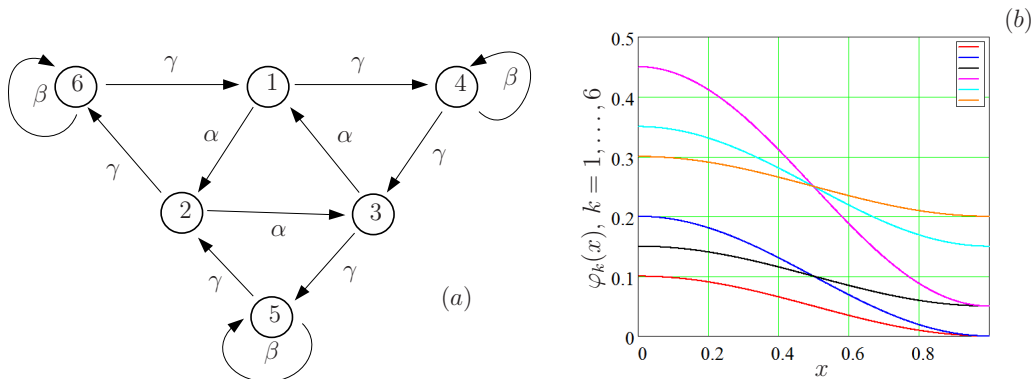 (b)
6 γ 1 γ 4
β β
α α
γ γ
2 α 3
γ γ
5
β
(a)
0.5
0.4
0.3
0.2
0.1
0
0 0.2 0.4 0.6 0.8
x
φ_k(x), k = 1, . . . , 6